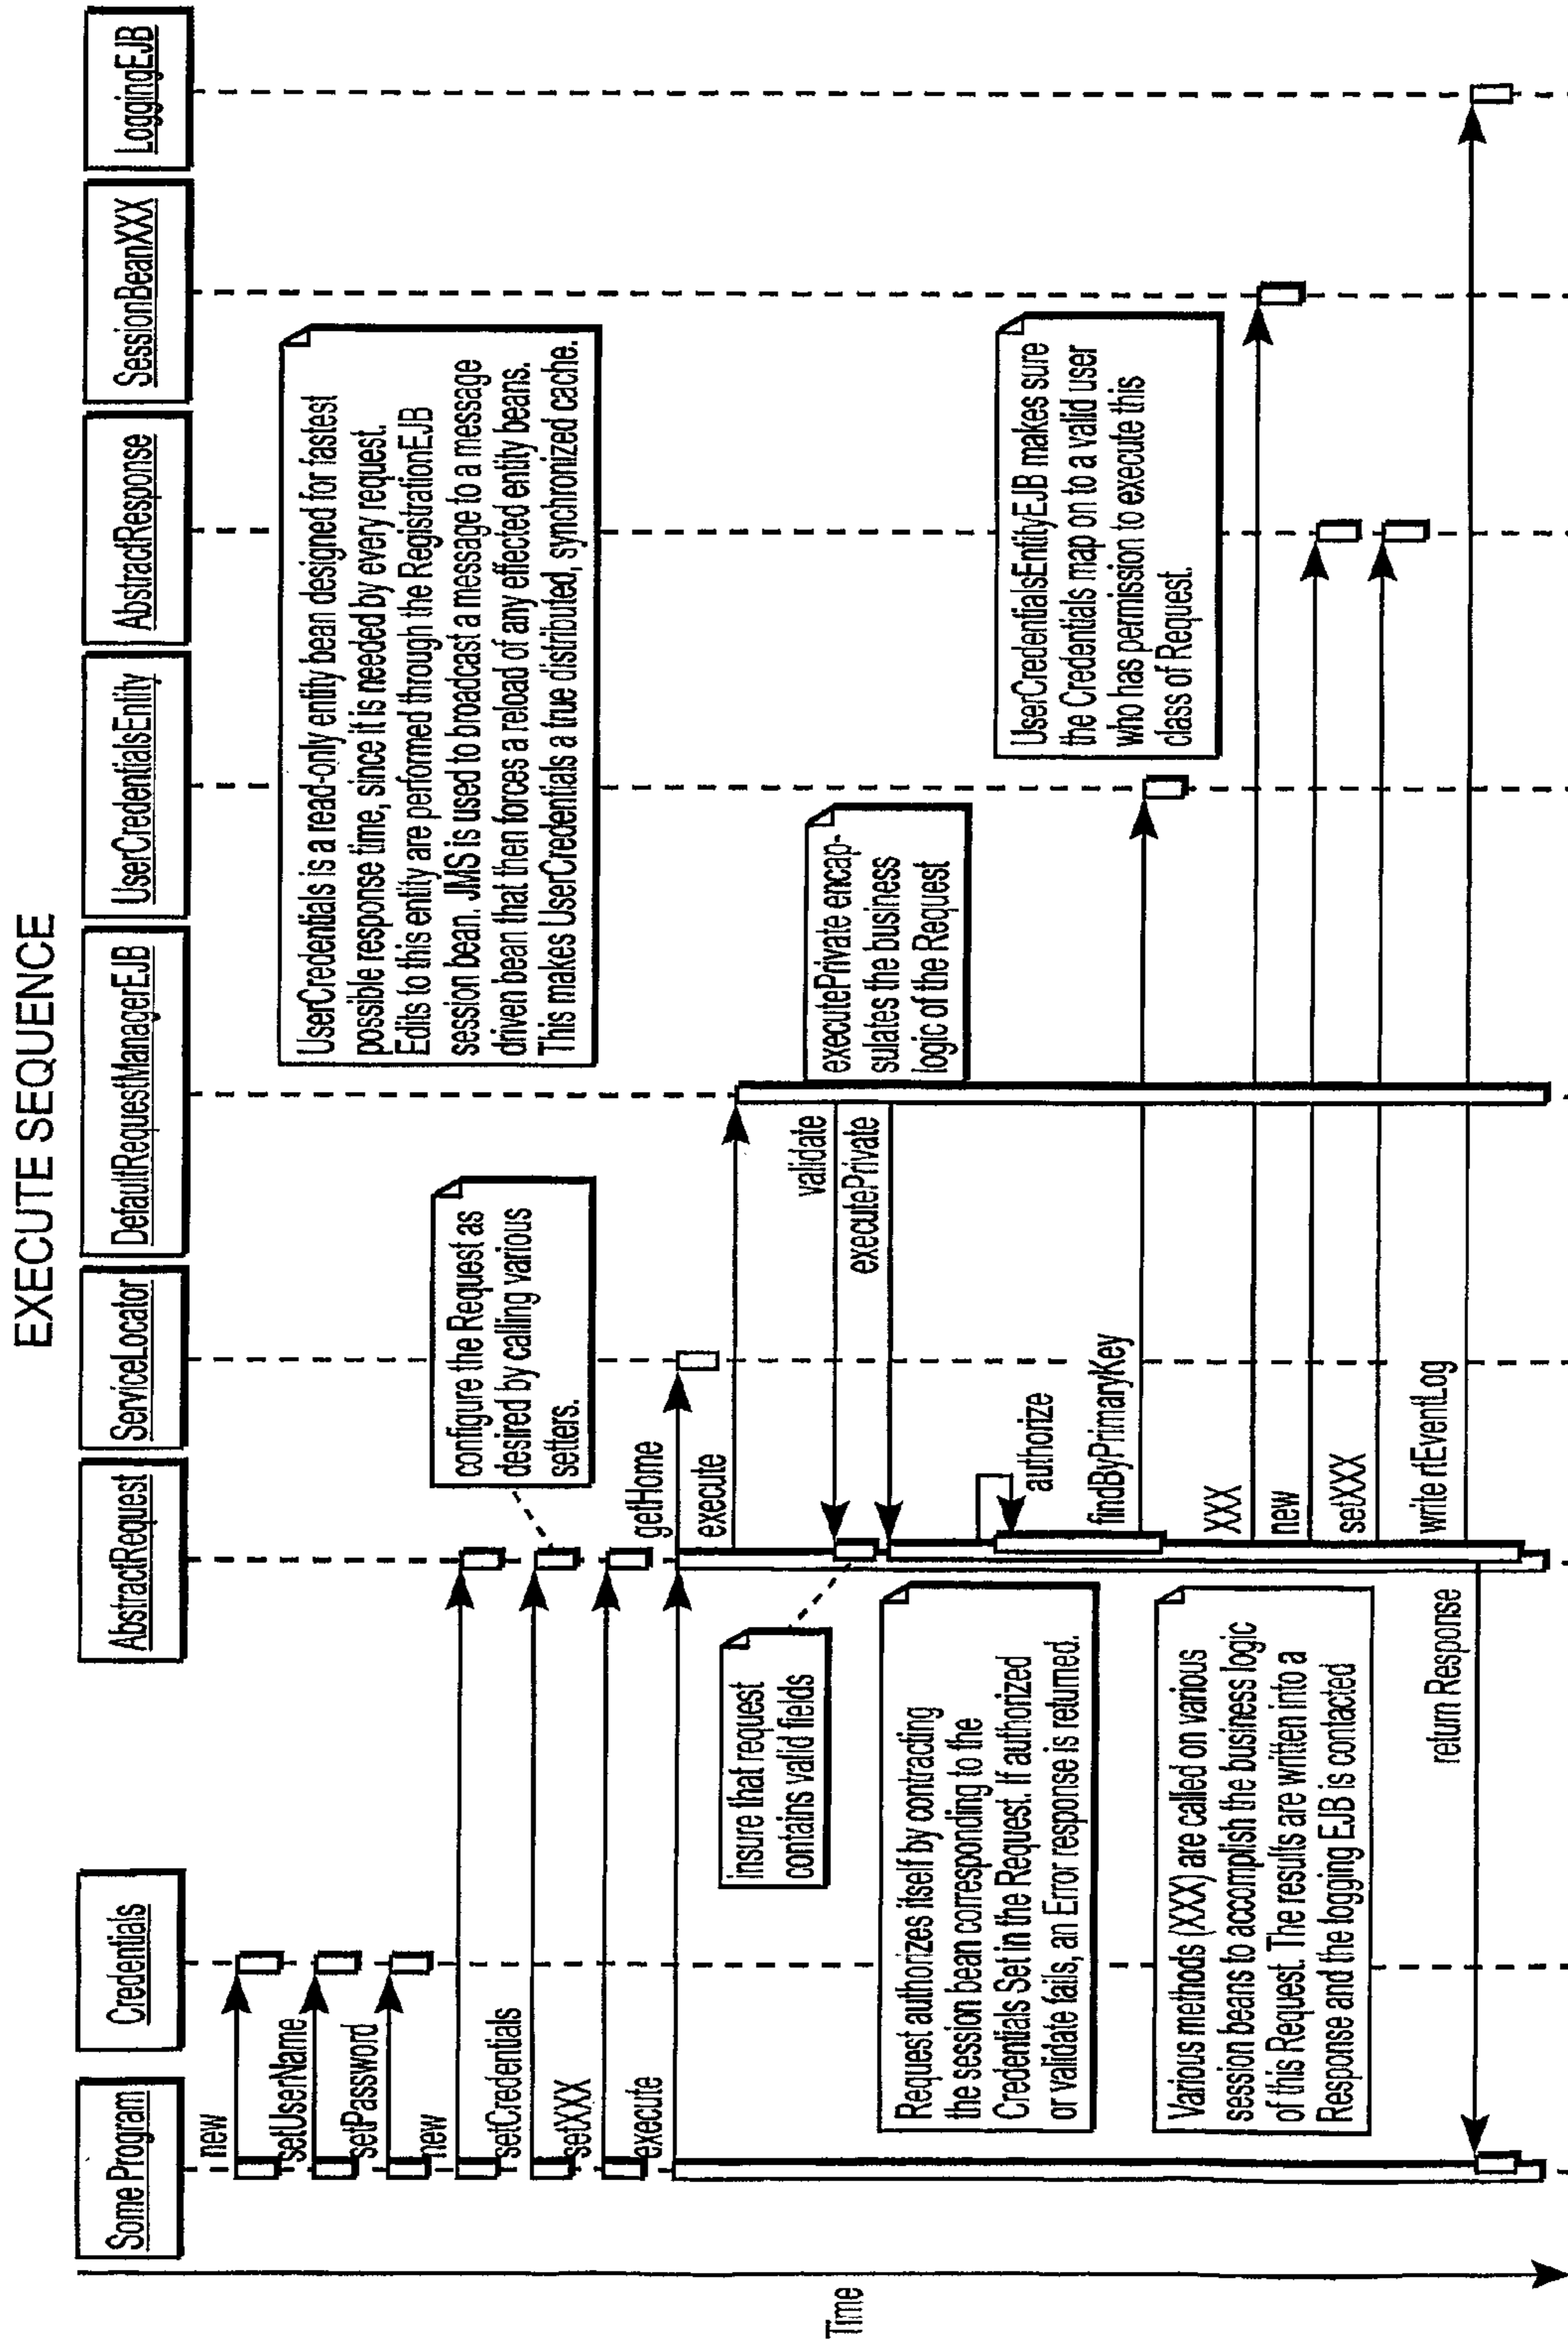 EXECUTE SEQUENCE
Some Program
Credentials
AbstractRequest
ServiceLocator
DefaultRequestManagerEJB
UserCredentialsEntity
AbstractResponse
SessionBeanXXX
LoggingEJB
Time
new
setUserName
setPassword
new
setCredentials
setXXX
execute
configure the Request as
desired by calling various
setters.
UserCredentials is a read-only entity bean designed for fastest
possible response time, since it is needed by every request.
Edits to this entity are performed through the RegistrationEJB
session bean. JMS is used to broadcast a message to a message
driven bean that then forces a reload of any effected entity beans.
This makes UserCredentials a true distributed, synchronized cache.
getHome
execute
insure that request
contains valid fields
validate
executePrivate
executePrivate encap-
sulates the business
logic of the Request
Request authorizes itself by contracting
the session bean corresponding to the
Credentials Set in the Request. If authorized
or validate fails, an Error response is returned.
authorize
findByPrimaryKey
UserCredentialsEntityEJB makes sure
the Credentials map on to a valid user
who has permission to execute this
class of Request.
Various methods (XXX) are called on various
session beans to accomplish the business logic
of this Request. The results are written into a
Response and the logging EJB is contacted
XXX
new
setXXX
write rtEventLog
return Response